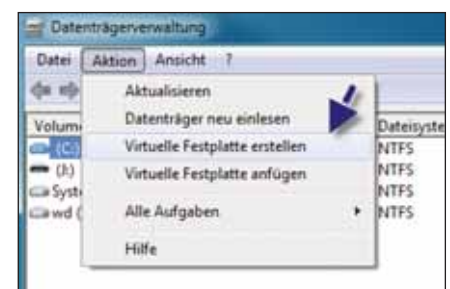 Datenträgerverwaltung
Datei Aktion Ansicht ?
Aktualisieren
Datenträger neu einlesen
Virtuelle Festplatte erstellen
Virtuelle Festplatte anfügen
Alle Aufgaben
Hilfe
Volum Dateisyste
(C:) NTFS
(J:) NTFS
Syst NTFS
wd ( NTFS